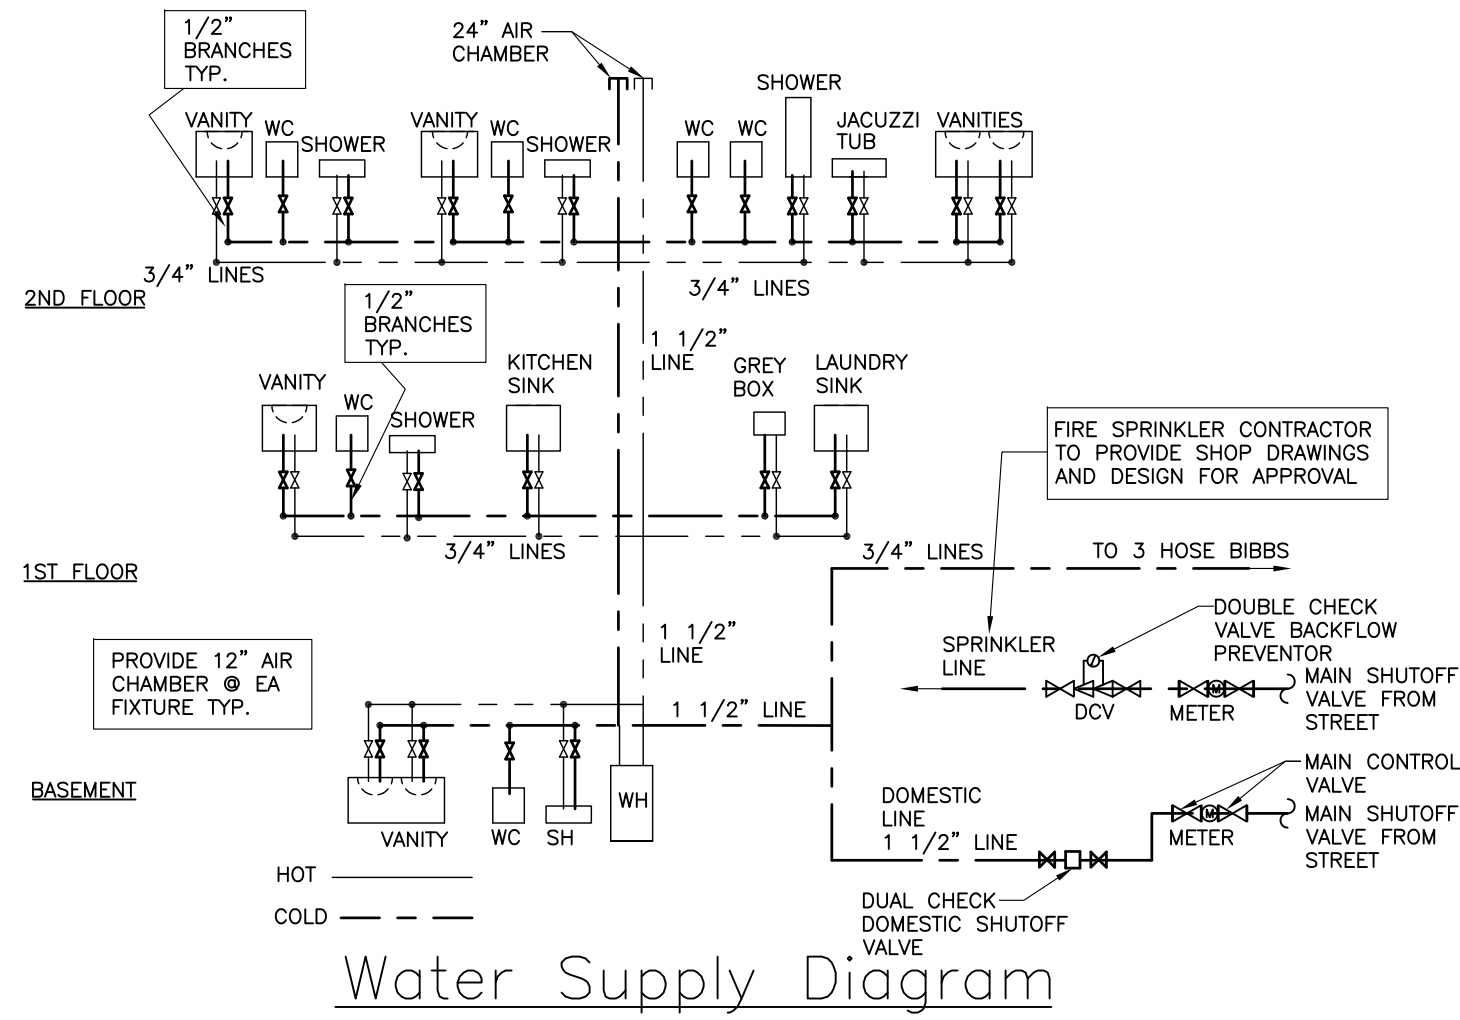 1/2"
BRANCHES
TYP.
24" AIR
CHAMBER
VANITY
WC
SHOWER
VANITY
WC
SHOWER
WC
WC
SHOWER
JACUZZI
TUB
VANITIES
3/4" LINES
3/4" LINES
2ND FLOOR
1/2"
BRANCHES
TYP.
1 1/2"
LINE
VANITY
WC
SHOWER
KITCHEN
SINK
GREY
BOX
LAUNDRY
SINK
FIRE SPRINKLER CONTRACTOR
TO PROVIDE SHOP DRAWINGS
AND DESIGN FOR APPROVAL
3/4" LINES
3/4" LINES
TO 3 HOSE BIBBS
1ST FLOOR
DOUBLE CHECK
VALVE BACKFLOW
PREVENTOR
1 1/2"
LINE
SPRINKLER
LINE
PROVIDE 12" AIR
CHAMBER @ EA
FIXTURE TYP.
M
DCV
METER
MAIN SHUTOFF
VALVE FROM
STREET
1 1/2" LINE
BASEMENT
VANITY
WC
SH
WH
DOMESTIC
LINE
1 1/2" LINE
MAIN CONTROL
VALVE
M
METER
MAIN SHUTOFF
VALVE FROM
STREET
HOT
COLD
DUAL CHECK
DOMESTIC SHUTOFF
VALVE
Water Supply Diagram